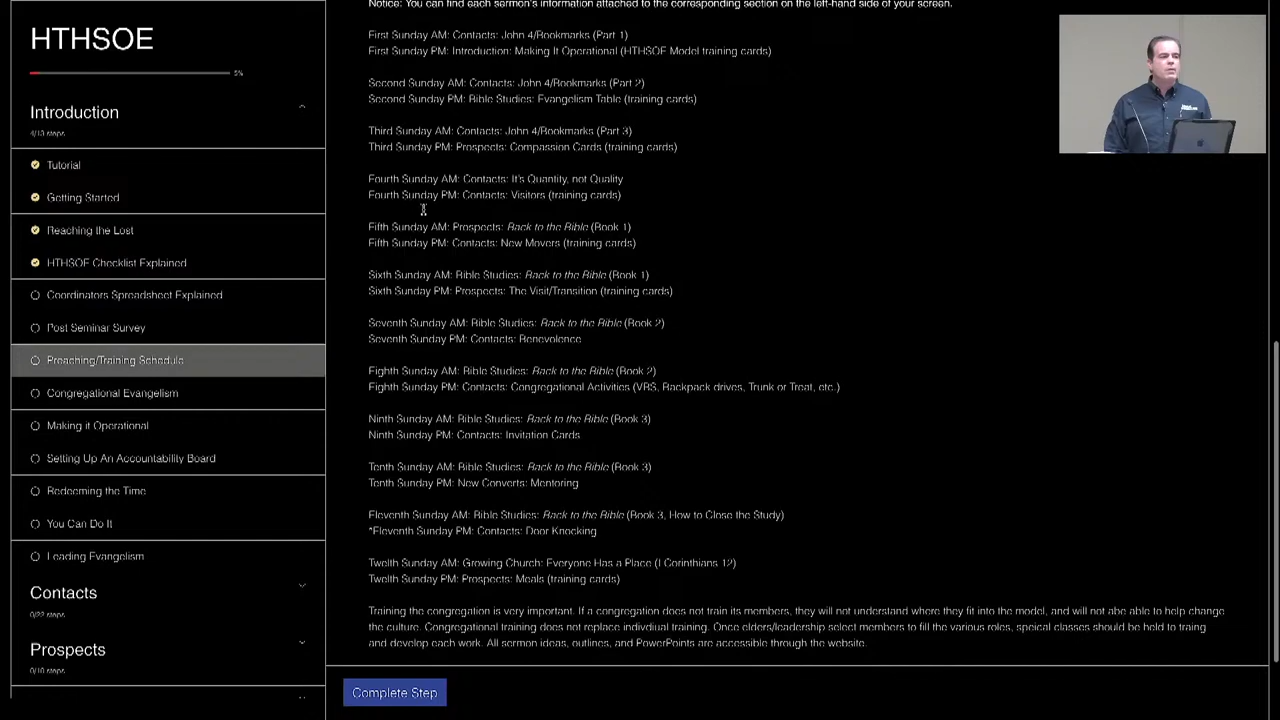 HTHSOE
5%
Introduction
4/13 steps
Tutorial
Getting Started
Reaching the Lost
HTHSOE Checklist Explained
Coordinators Spreadsheet Explained
Post Seminar Survey
Preaching/Training Schedule
Congregational Evangelism
Making it Operational
Setting Up An Accountability Board
Redeeming the Time
You Can Do It
Leading Evangelism
Contacts
0/22 steps
Prospects
0/10 steps
Notice: You can find each sermon's information attached to the corresponding section on the left-hand side of your screen.
First Sunday AM: Contacts: John 4/Bookmarks (Part 1)
First Sunday PM: Introduction: Making It Operational (HTHSOE Model training cards)
Second Sunday AM: Contacts: John 4/Bookmarks (Part 2)
Second Sunday PM: Bible Studies: Evangelism Table (training cards)
Third Sunday AM: Contacts: John 4/Bookmarks (Part 3)
Third Sunday PM: Prospects: Compassion Cards (training cards)
Fourth Sunday AM: Contacts: It's Quantity, not Quality
Fourth Sunday PM: Contacts: Visitors (training cards)
Fifth Sunday AM: Prospects: Back to the Bible (Book 1)
Fifth Sunday PM: Contacts: New Movers (training cards)
Sixth Sunday AM: Bible Studies: Back to the Bible (Book 1)
Sixth Sunday PM: Prospects: The Visit/Transition (training cards)
Seventh Sunday AM: Bible Studies: Back to the Bible (Book 2)
Seventh Sunday PM: Contacts: Benevolence
Eighth Sunday AM: Bible Studies: Back to the Bible (Book 2)
Eighth Sunday PM: Contacts: Congregational Activities (VBS, Backpack drives, Trunk or Treat, etc.)
Ninth Sunday AM: Bible Studies: Back to the Bible (Book 3)
Ninth Sunday PM: Contacts: Invitation Cards
Tenth Sunday AM: Bible Studies: Back to the Bible (Book 3)
Tenth Sunday PM: New Converts: Mentoring
Eleventh Sunday AM: Bible Studies: Back to the Bible (Book 3, How to Close the Study)
*Eleventh Sunday PM: Contacts: Door Knocking
Twelth Sunday AM: Growing Church: Everyone Has a Place (I Corinthians 12)
Twelth Sunday PM: Prospects: Meals (training cards)
Training the congregation is very important. If a congregation does not train its members, they will not understand where they fit into the model, and will not abe able to help change
the culture. Congregational training does not replace indivdiual training. Once elders/leadership select members to fill the various roles, speical classes should be held to traing
and develop each work. All sermon ideas, outlines, and PowerPoints are accessible through the website.
Complete Step